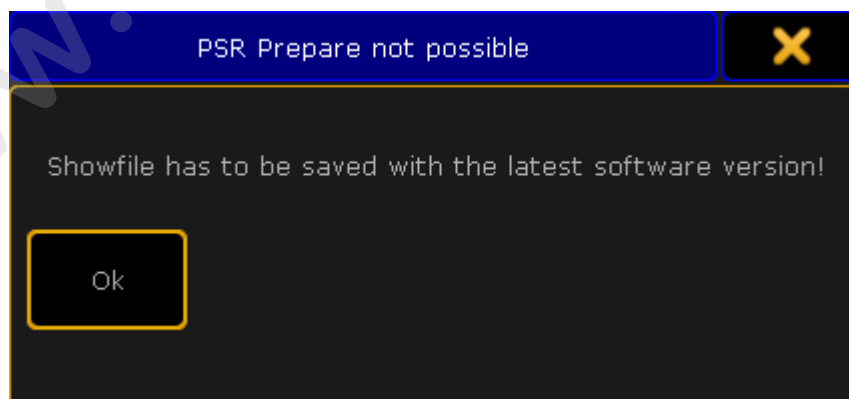 PSR Prepare not possible
Showfile has to be saved with the latest software version!
Ok